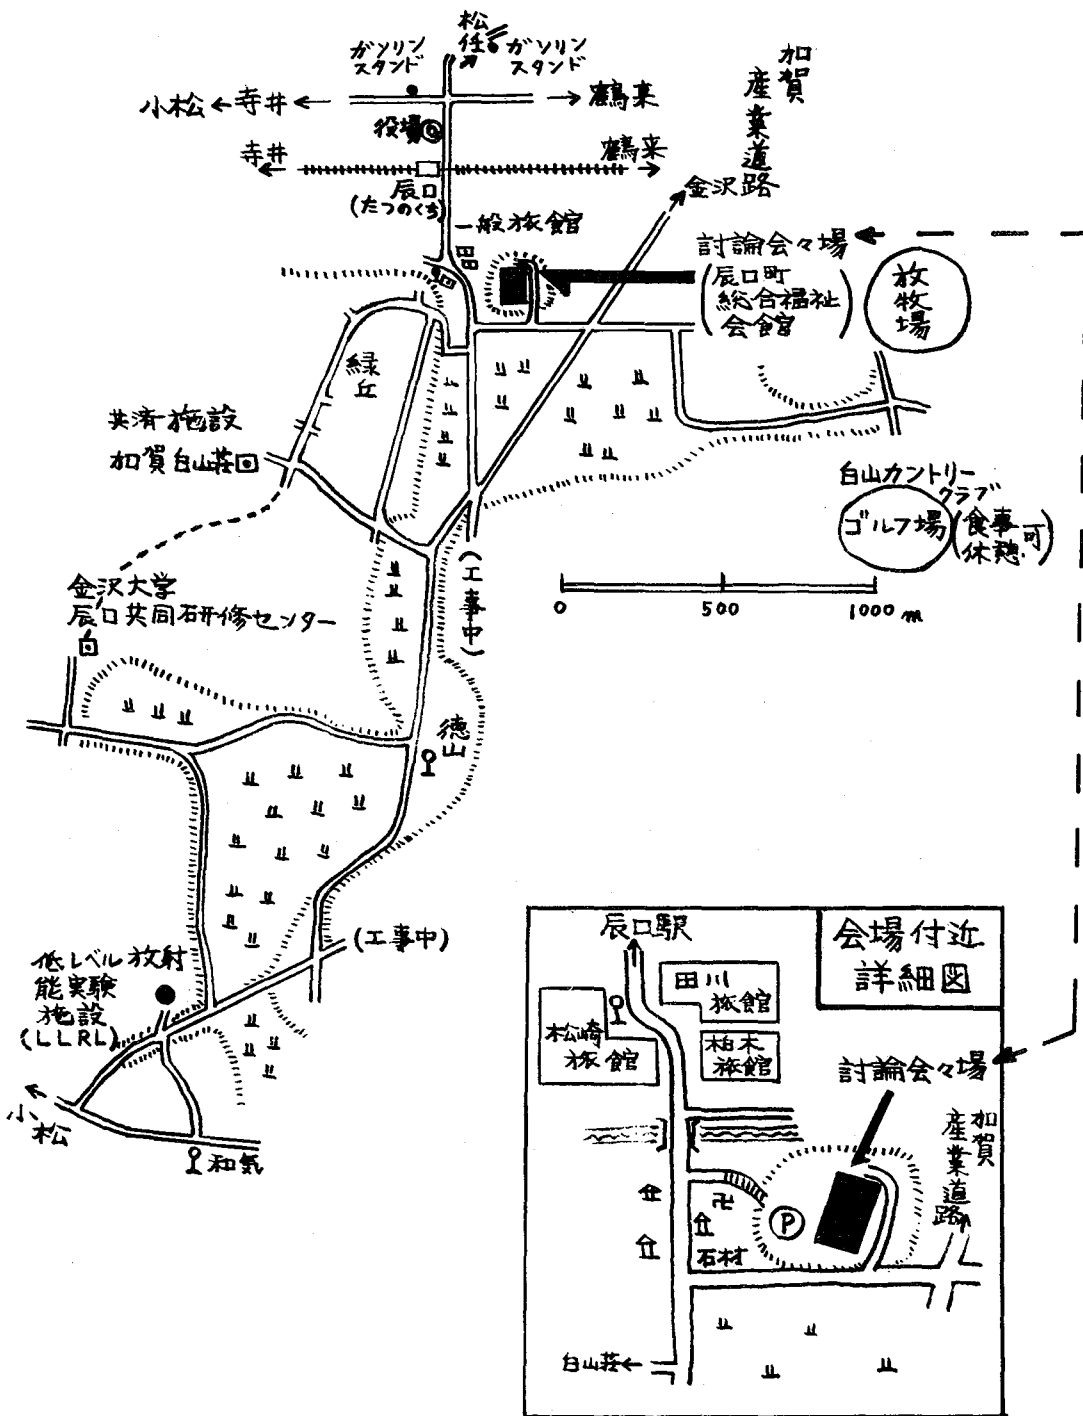 松任
ガソリン
スタンド
ガソリン
スタンド
小松←寺井←
→鶴来
加賀
産業道路
役場
寺井
鶴来
辰口
(たつのくち)
金沢
一般旅館
討論会々場
(辰口町
総合福祉
会館)
放牧場
緑丘
共済施設
加賀白山荘
白山カントリー
クラブ
ゴルフ場
(食事
休憩可)
(工事中)
0 500 1000m
金沢大学
辰口共同研修センター
徳山
(工事中)
低レベル放射
能実験
施設
(LLRL)
小松
和気
会場付近
詳細図
辰口駅
田川
旅館
松崎
旅館
柏木
旅館
討論会々場
加賀
産業道路
卍
P
石材
白山荘←